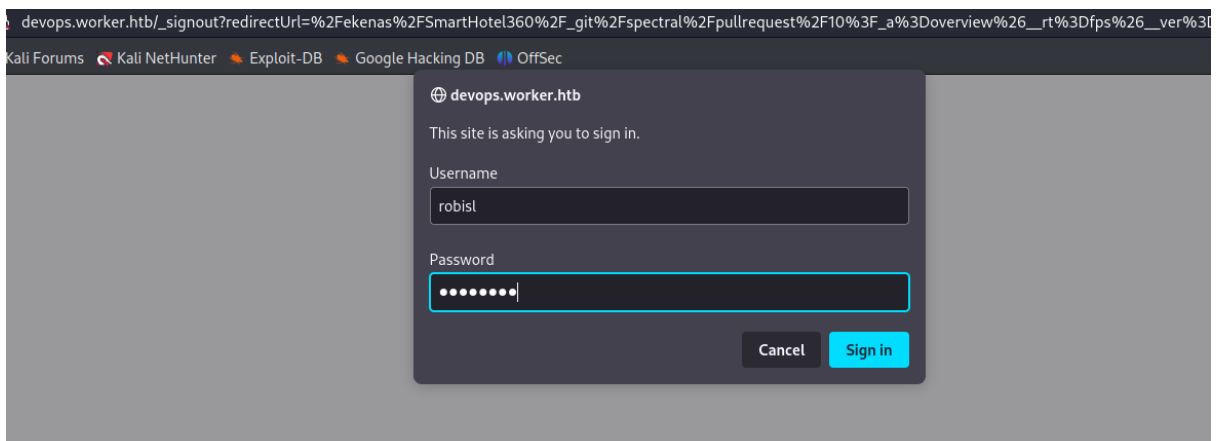 devops.worker.htb/_signout?redirectUrl=%2Fekenas%2FSmartHotel360%2F_git%2Fspectral%2Fpullrequest%2F10%3F_a%3Doverview%26__rt%3Dfps%26__ver%3D
Kali Forums Kali NetHunter Exploit-DB Google Hacking DB OffSec
devops.worker.htb
This site is asking you to sign in.
Username
robisl
Password
••••••••
Cancel Sign in